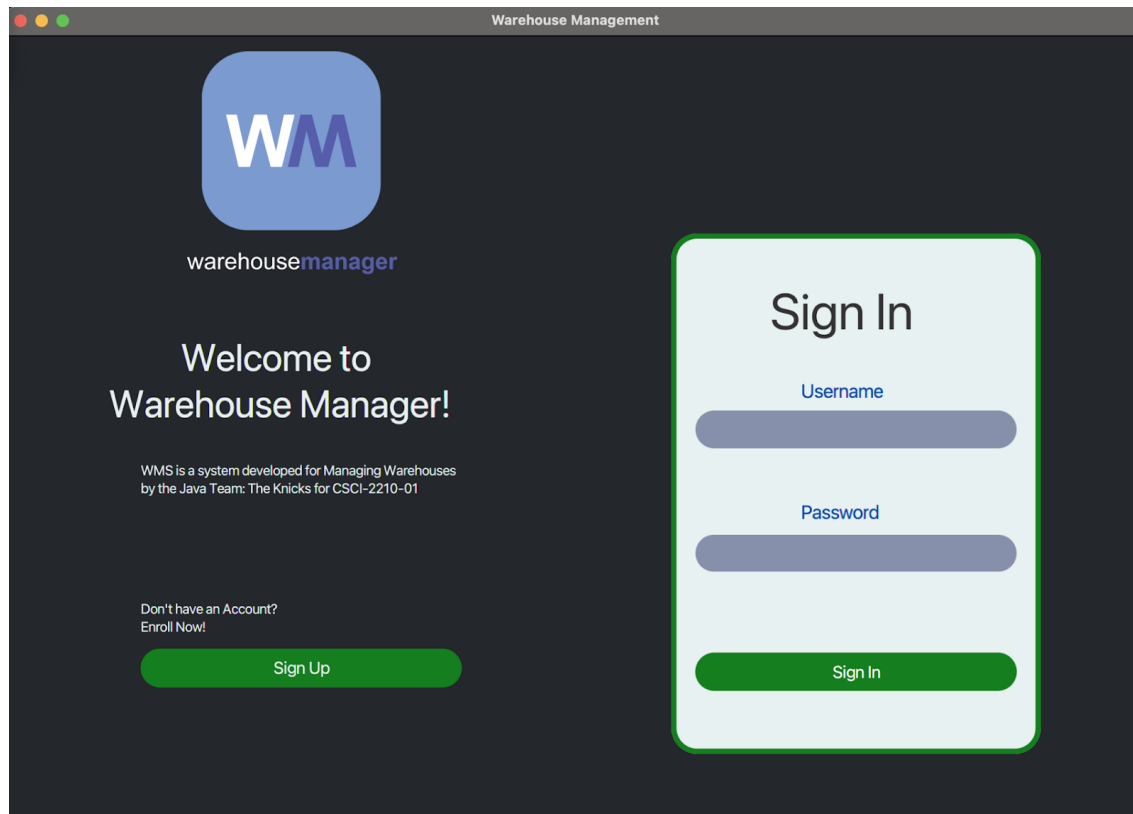 Warehouse Management
WM
warehousemanager
Welcome to
Warehouse Manager!
WMS is a system developed for Managing Warehouses
by the Java Team: The Knicks for CSCI-2210-01
Don't have an Account?
Enroll Now!
Sign Up
Sign In
Username
Password
Sign In